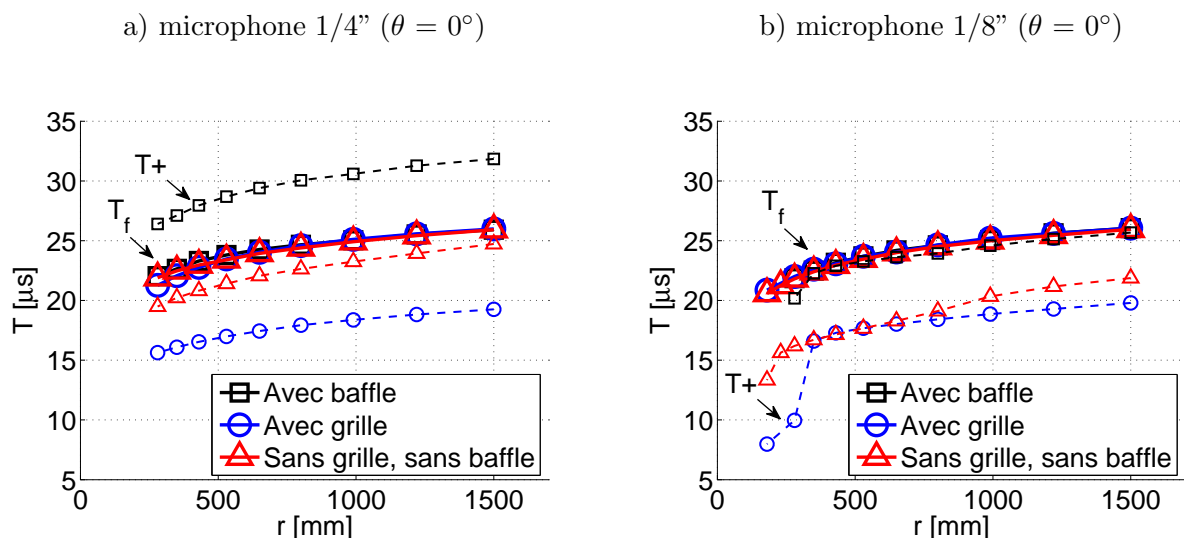 a) microphone 1/4” (θ = 0°)
35
30
25
20
15
10
5
T [μs]
T+
T_f
Avec baffle
Avec grille
Sans grille, sans baffle
0
500
1000
1500
r [mm]
b) microphone 1/8” (θ = 0°)
35
30
25
20
15
10
5
T [μs]
T_f
T+
Avec baffle
Avec grille
Sans grille, sans baffle
0
500
1000
1500
r [mm]